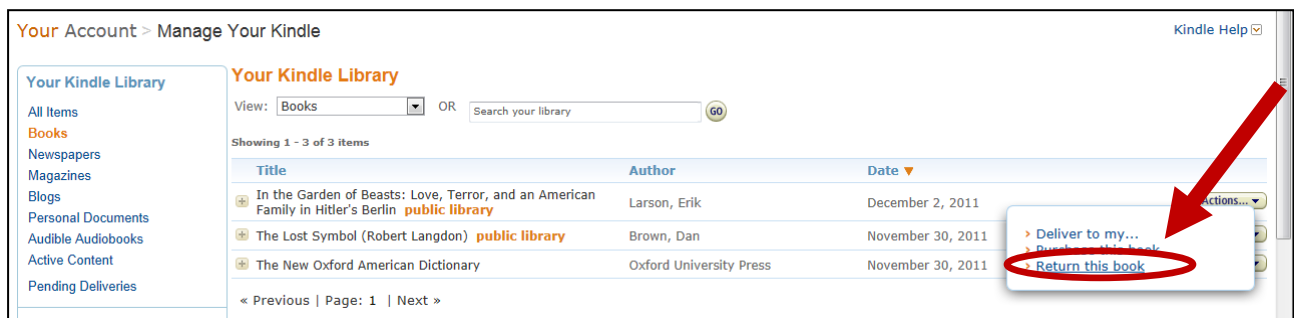 Your Account > Manage Your Kindle
Kindle Help
Your Kindle Library
All Items
Books
Newspapers
Magazines
Blogs
Personal Documents
Audible Audiobooks
Active Content
Pending Deliveries
Your Kindle Library
View: Books OR Search your library GO
Showing 1 - 3 of 3 items
Title Author Date ▼
In the Garden of Beasts: Love, Terror, and an American
Family in Hitler's Berlin public library
Larson, Erik December 2, 2011 Actions...
The Lost Symbol (Robert Langdon) public library Brown, Dan November 30, 2011
The New Oxford American Dictionary Oxford University Press November 30, 2011
› Deliver to my...
› Purchase this book
› Return this book
« Previous | Page: 1 | Next »